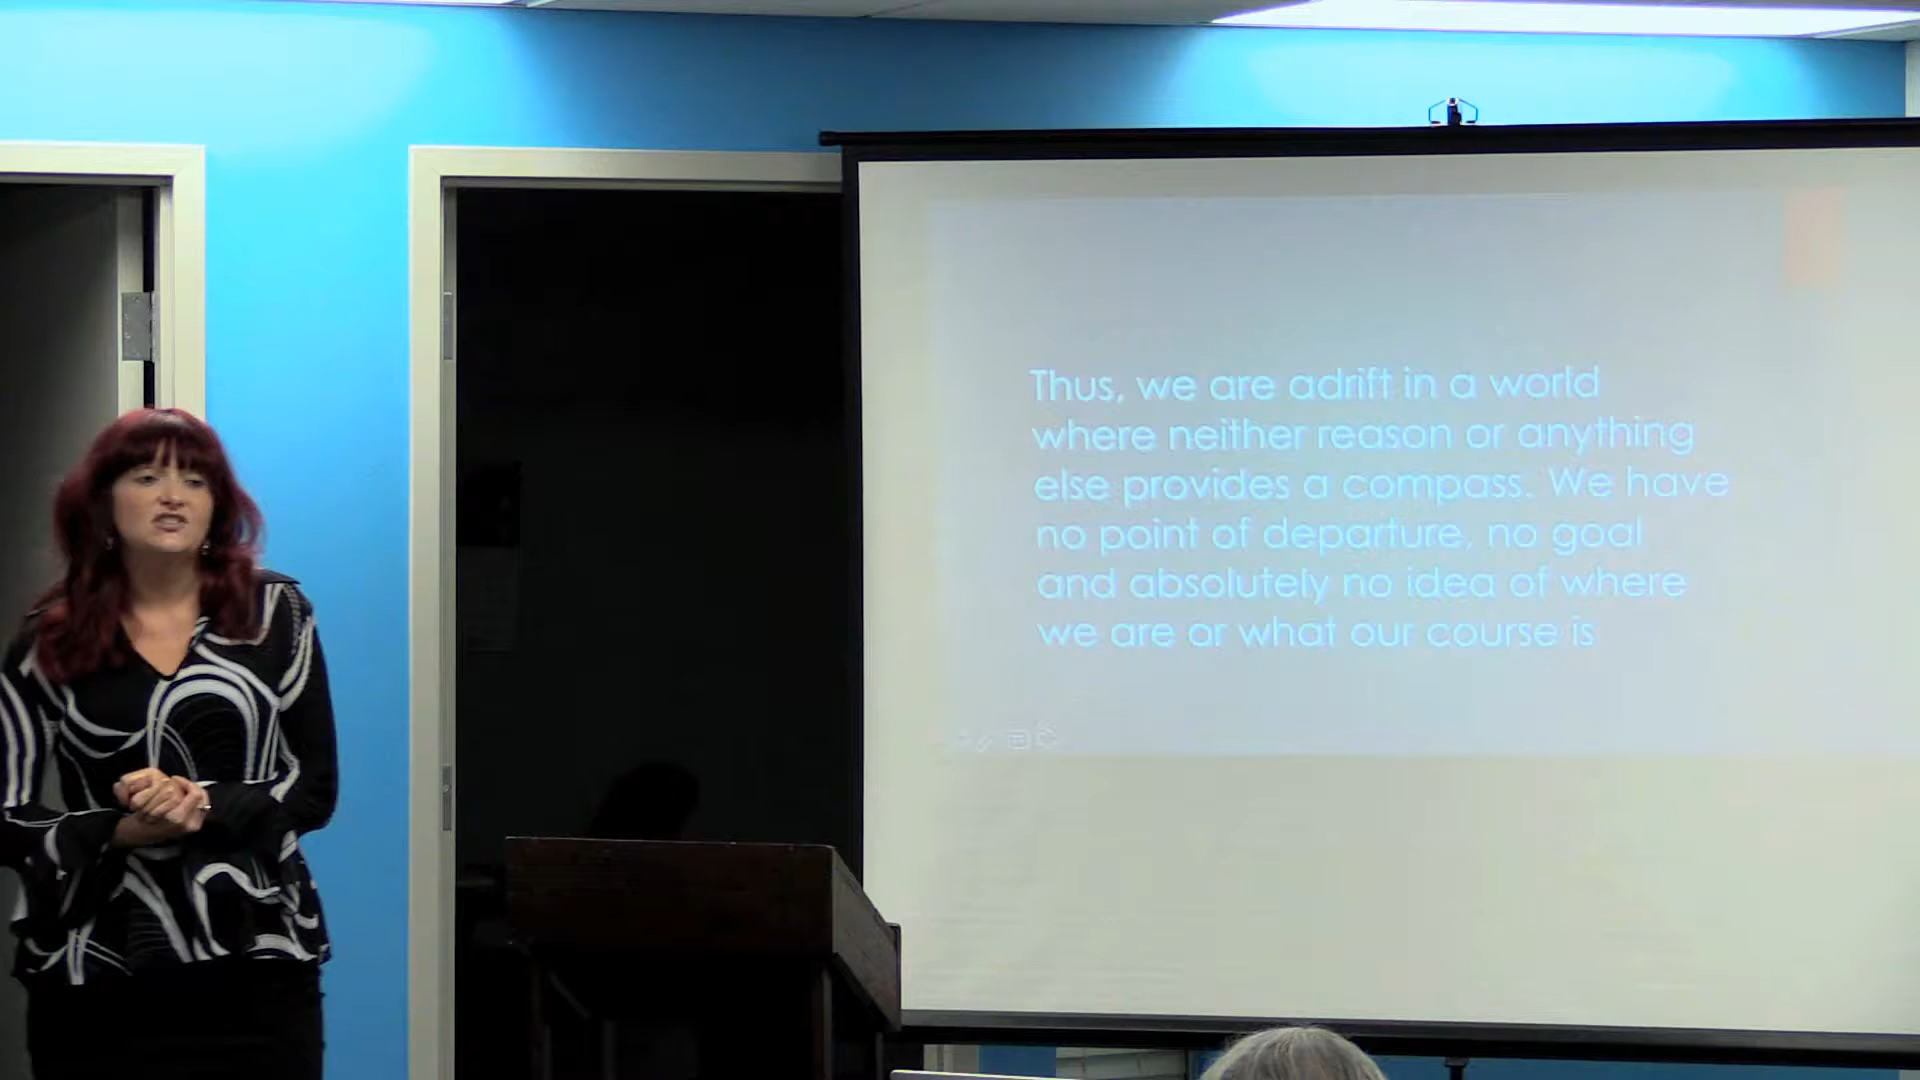 Thus, we are adrift in a world
where neither reason or anything
else provides a compass. We have
no point of departure, no goal
and absolutely no idea of where
we are or what our course is